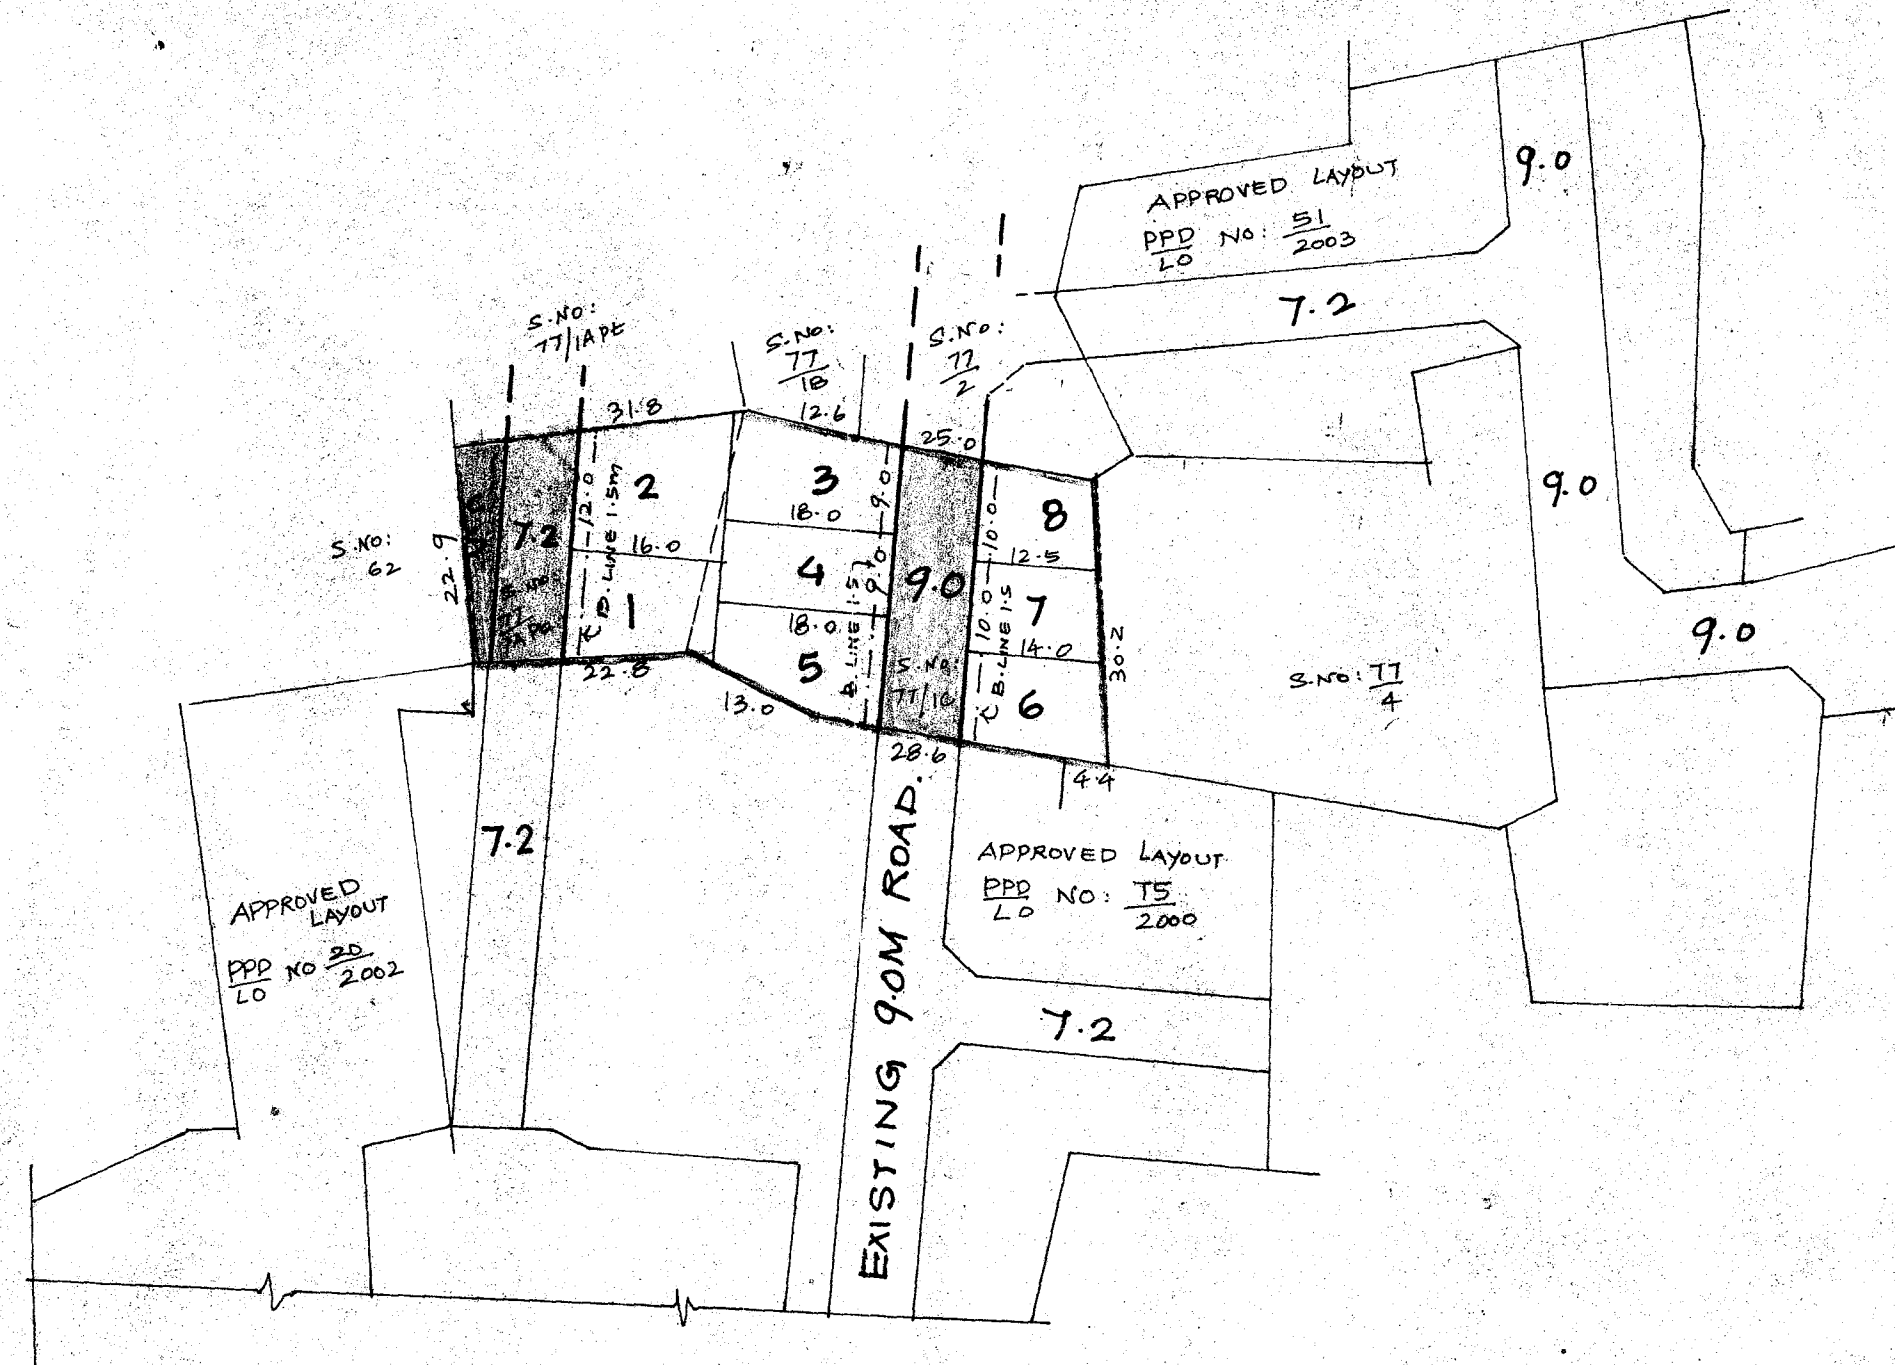 APPROVED LAYOUT
PPD
LO
NO:
51
2003
9.0
7.2
S.NO:
77/1A Pt
S.NO:
77
1B
S.NO:
77
2
31.8
12.6
25.0
2
12.0
B. LINE 1.5m
16.0
1
7.2
22.9
S.NO:
62
22.8
3
18.0
9.0
4
9.0
18.0
5
B. LINE 1.5
13.0
9.0
S.NO:
77/1C
8
10.0
12.5
7
10.0
B. LINE 1.5
14.0
6
30.2
28.6
4.4
S.NO:
77
4
9.0
9.0
7.2
APPROVED
LAYOUT
PPD
LO
NO
20
2002
EXISTING 9.0M ROAD.
APPROVED LAYOUT
PPD
LO
NO:
75
2000
7.2